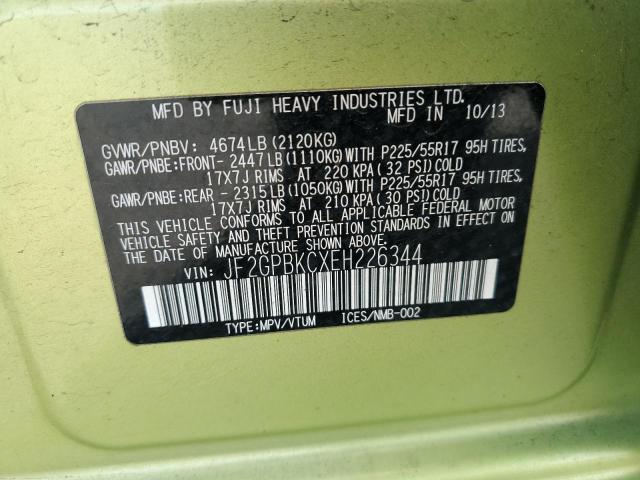 MFD BY FUJI HEAVY INDUSTRIES LTD.
MFD IN 10/13
GVWR/PNBV: 4674LB (2120KG)
GAWR/PNBE:FRONT- 2447LB (1110KG) WITH P225/55R17 95H TIRES,
17X7J RIMS AT 220 KPA (32 PSI) COLD
GAWR/PNBE:REAR - 2315LB (1050KG) WITH P225/55R17 95H TIRES,
17X7J RIMS AT 210 KPA (30 PSI) COLD
THIS VEHICLE CONFORMS TO ALL APPLICABLE FEDERAL MOTOR
VEHICLE SAFETY AND THEFT PREVENTION STANDARDS IN EFFECT ON
THE DATE OF MANUFACTURE SHOWN ABOVE.
VIN: JF2GPBKCXEH226344
TYPE:MPV/VTUM ICES/NMB-002